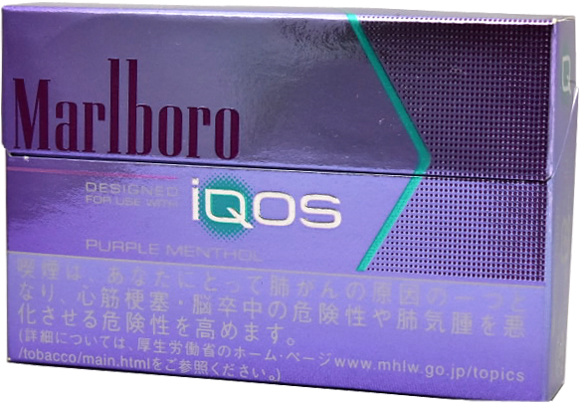 Marlboro
DESIGNED
FOR USE WITH
iQOS
PURPLE MENTHOL
喫煙は、あなたにとって肺がんの原因の一つと
なり、心筋梗塞・脳卒中の危険性や肺気腫を悪
化させる危険性を高めます。
(詳細については、厚生労働省のホーム・ページwww.mhlw.go.jp/topics
/tobacco/main.htmlをご参照ください。)